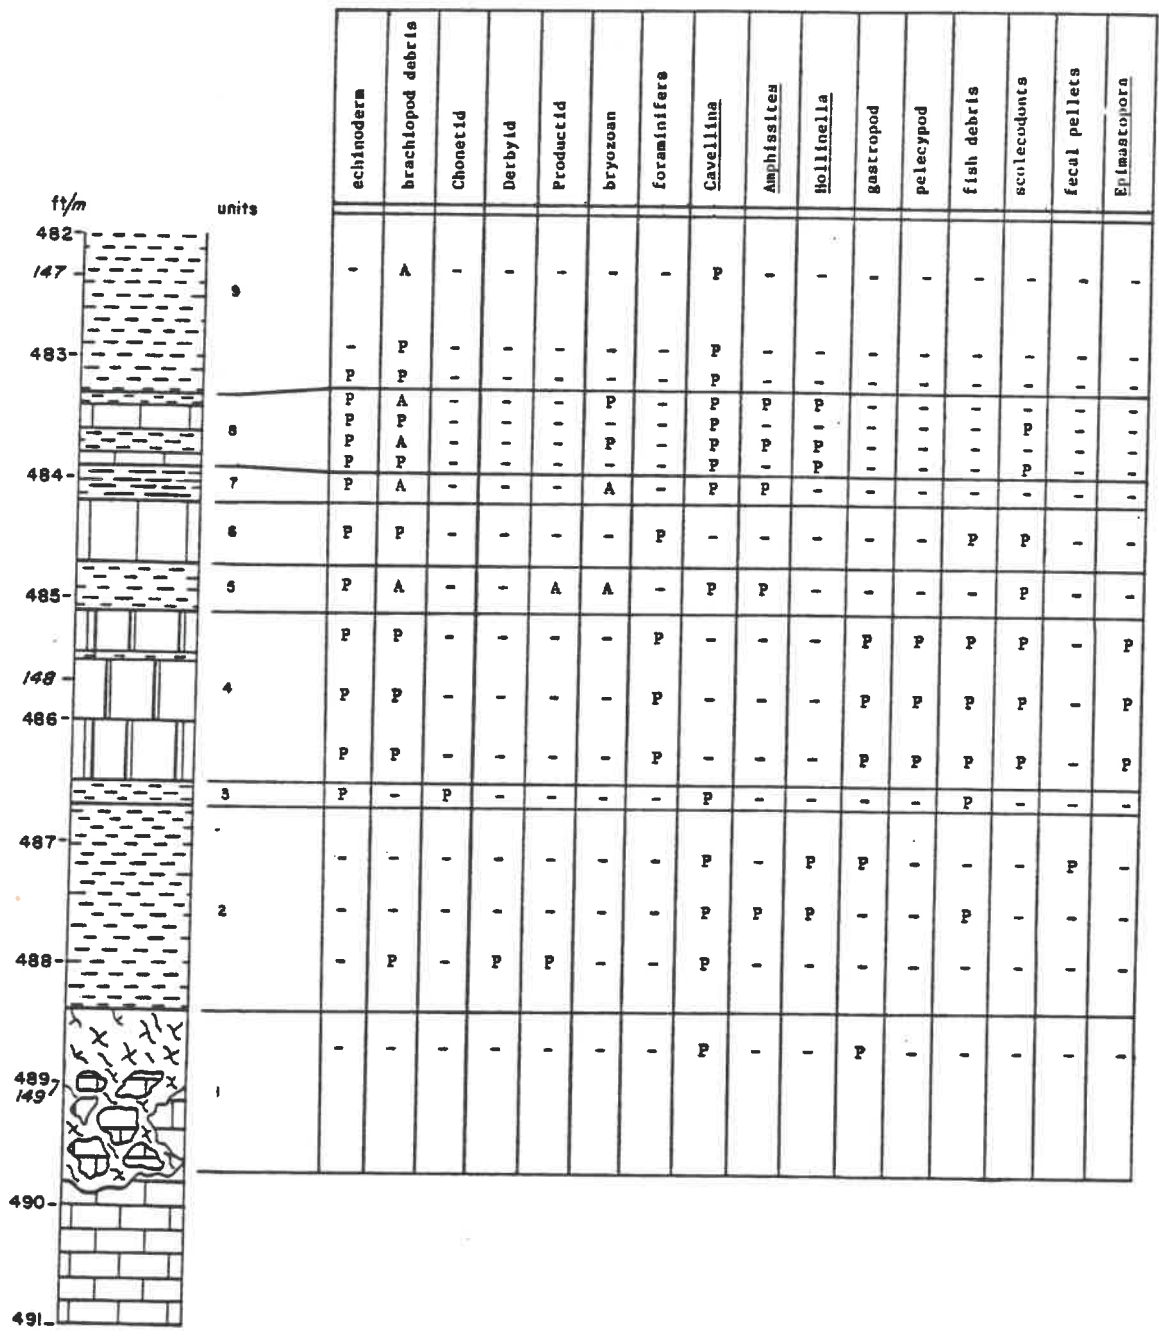 echinoderm
brachiopod debris
Chonetid
Derbyid
Productid
bryozoan
foraminifers
Cavellina
Amphissites
Hollinella
gastropod
pelecypod
fish debris
scolecodonts
fecal pellets
Epimastopora
ft/m units
482
147 - A - - - - - P - - - - - - - -
9
483 - P - - - - - P - - - - - - - -
P P - - - - - P - - - - - - - -
P A - - - P - P P P - - - - - -
8 P P - - - - - P - - - - - P - -
P A - - - P - P P P - - - - - -
P P - - - - - P - P - - - P - -
484 7 P A - - - A - P P - - - - - - -
6 P P - - - - P - - - - - P P - -
485 5 P A - - A A - P P - - - - P - -
P P - - - - P - - - P P P P - P
148 4 P P - - - - P - - - P P P P - P
486
P P - - - - P - - - P P P P - P
3 P - P - - - - P - - - - P - - -
487 - - - - - - - P - P P - - - P -
2 - - - - - - - P P P - - P - - -
488 - P - P P - - P - - - - - - - -
- - - - - - - P - - P - - - - -
489
149 1
490
491